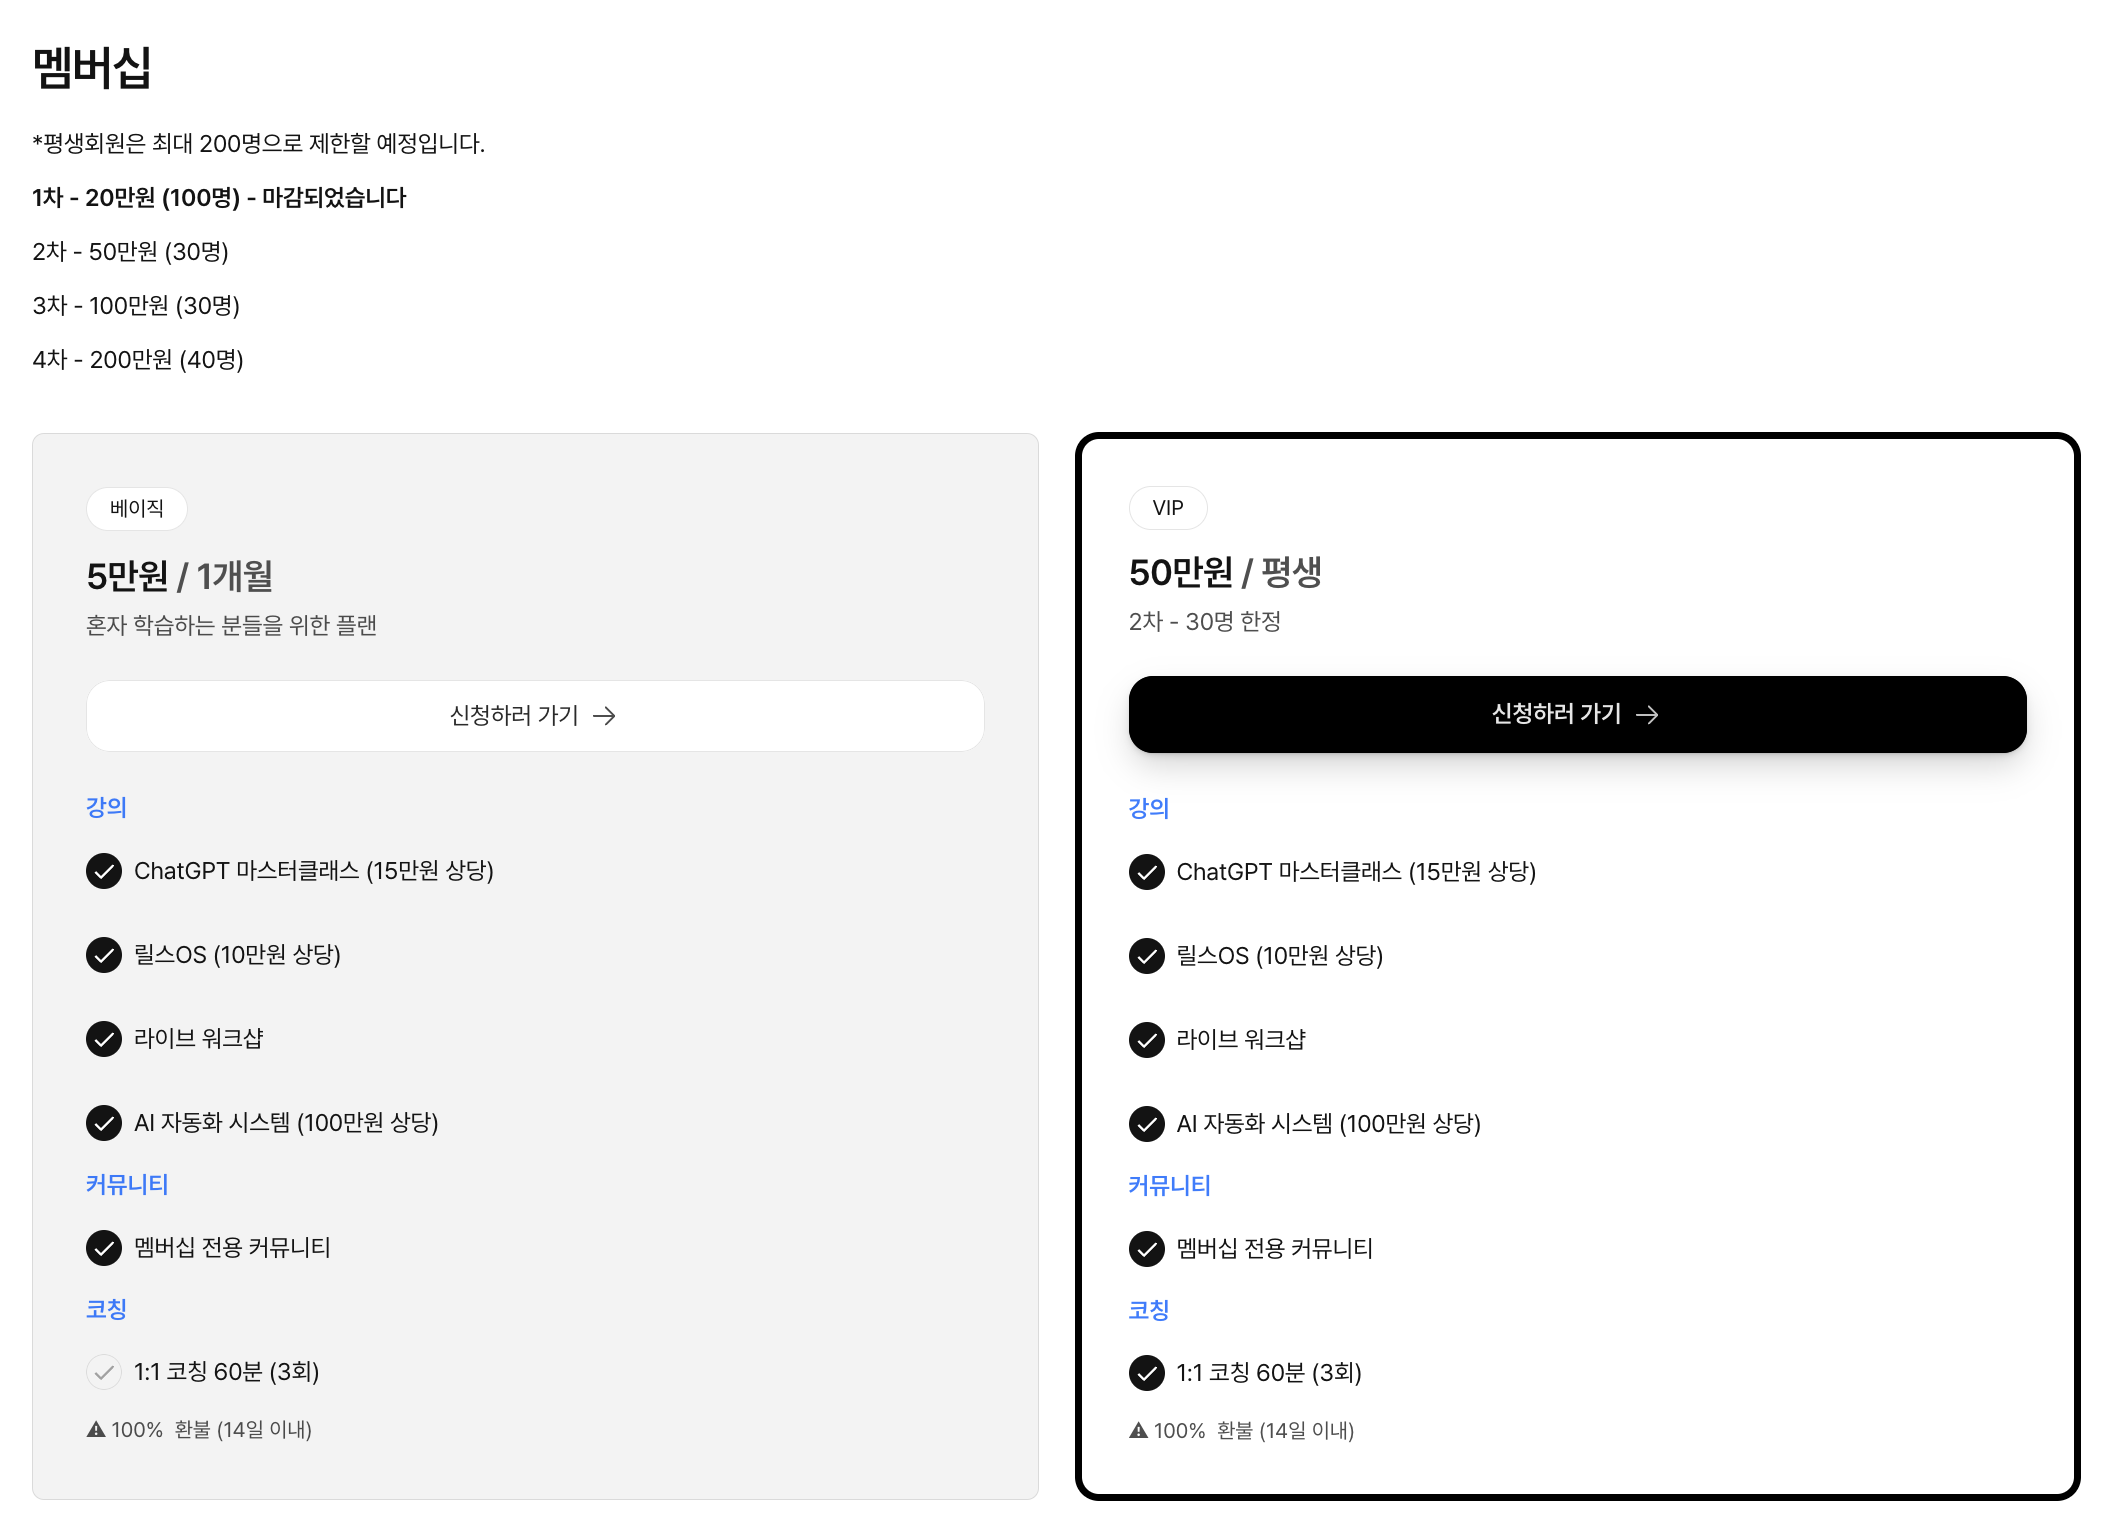 멤버십
*평생회원은 최대 200명으로 제한할 예정입니다.
1차 - 20만원 (100명) - 마감되었습니다
2차 - 50만원 (30명)
3차 - 100만원 (30명)
4차 - 200만원 (40명)
베이직
5만원 / 1개월
혼자 학습하는 분들을 위한 플랜
신청하러 가기 →
강의
ChatGPT 마스터클래스 (15만원 상당)
릴스OS (10만원 상당)
라이브 워크샵
AI 자동화 시스템 (100만원 상당)
커뮤니티
멤버십 전용 커뮤니티
코칭
1:1 코칭 60분 (3회)
100% 환불 (14일 이내)
VIP
50만원 / 평생
2차 - 30명 한정
신청하러 가기 →
강의
ChatGPT 마스터클래스 (15만원 상당)
릴스OS (10만원 상당)
라이브 워크샵
AI 자동화 시스템 (100만원 상당)
커뮤니티
멤버십 전용 커뮤니티
코칭
1:1 코칭 60분 (3회)
100% 환불 (14일 이내)